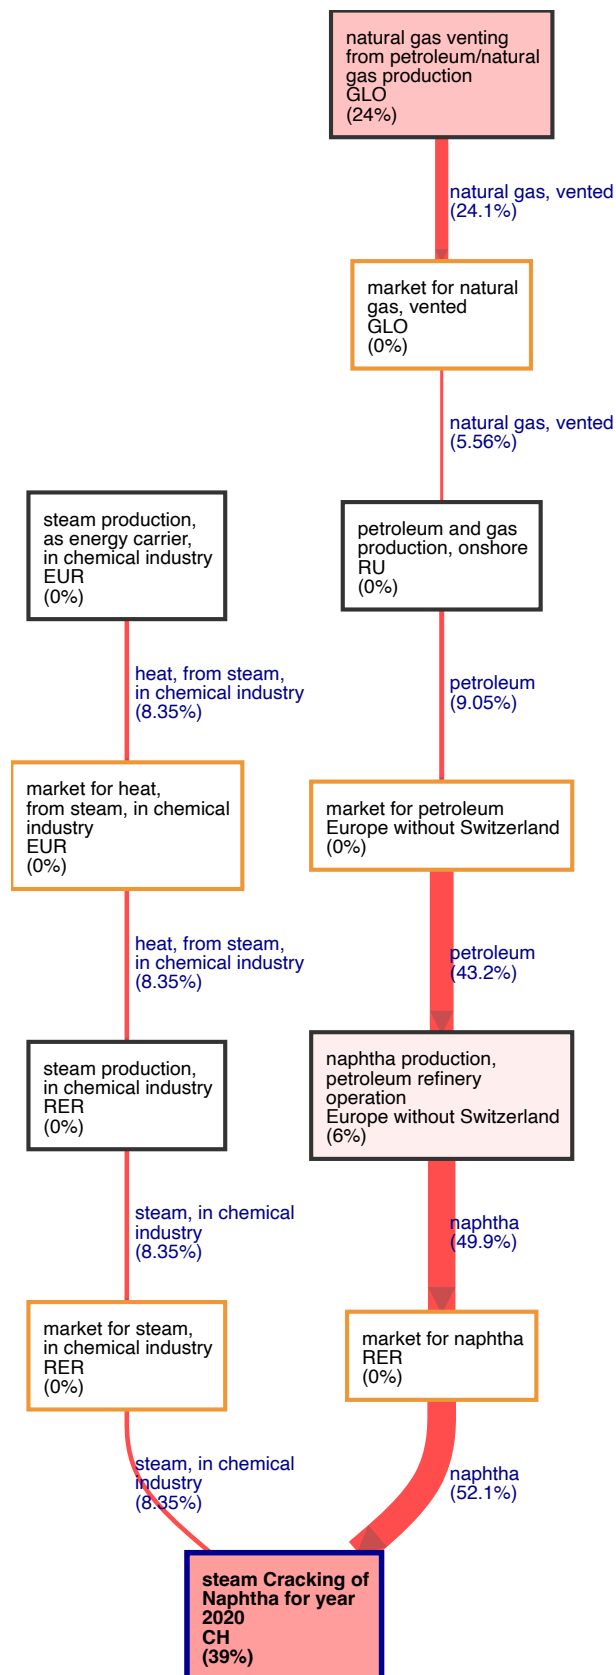 natural gas venting
from petroleum/natural
gas production
GLO
(24%)
natural gas, vented
(24.1%)
market for natural
gas, vented
GLO
(0%)
natural gas, vented
(5.56%)
steam production,
as energy carrier,
in chemical industry
EUR
(0%)
petroleum and gas
production, onshore
RU
(0%)
heat, from steam,
in chemical industry
(8.35%)
petroleum
(9.05%)
market for heat,
from steam, in chemical
industry
EUR
(0%)
market for petroleum
Europe without Switzerland
(0%)
heat, from steam,
in chemical industry
(8.35%)
petroleum
(43.2%)
steam production,
in chemical industry
RER
(0%)
naphtha production,
petroleum refinery
operation
Europe without Switzerland
(6%)
steam, in chemical
industry
(8.35%)
naphtha
(49.9%)
market for steam,
in chemical industry
RER
(0%)
market for naphtha
RER
(0%)
steam, in chemical
industry
(8.35%)
naphtha
(52.1%)
steam Cracking of
Naphtha for year
2020
CH
(39%)